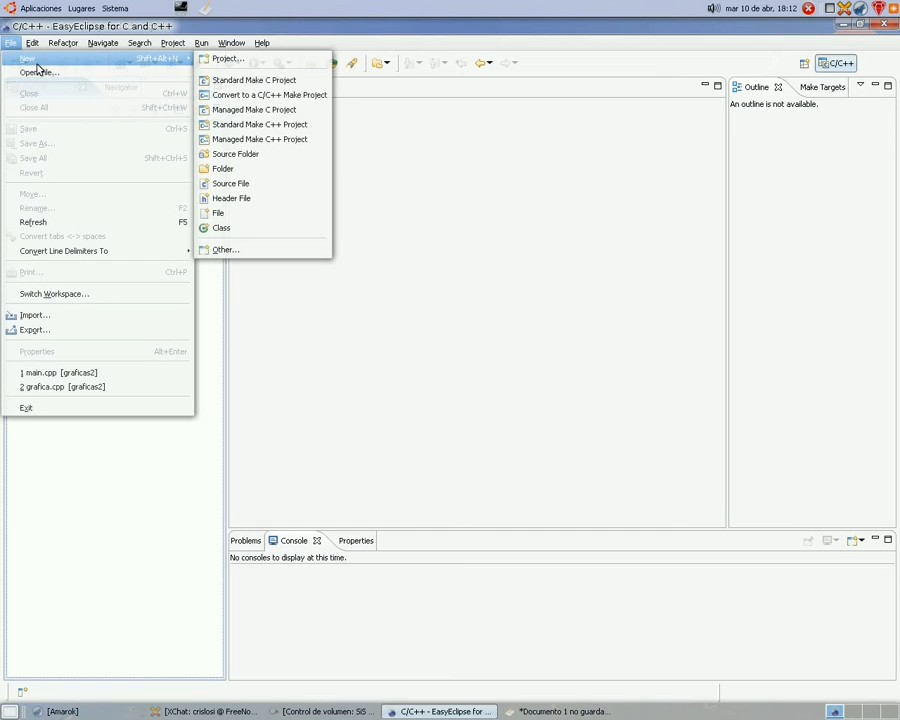 Aplicaciones Lugares Sistema
mar 10 de abr, 18:12
C/C++ - EasyEclipse for C and C++
File Edit Refactor Navigate Search Project Run Window Help
New Shift+Alt+N
Open File...
Navigator
Close Ctrl+W
Close All Shift+Ctrl+W
Save Ctrl+S
Save As...
Save All Shift+Ctrl+S
Revert
Move...
Rename... F2
Refresh F5
Convert tabs <-> spaces
Convert Line Delimiters To
Print... Ctrl+P
Switch Workspace...
Import...
Export...
Properties Alt+Enter
1 main.cpp [graficas2]
2 grafica.cpp [graficas2]
Exit
Project...
Standard Make C Project
Convert to a C/C++ Make Project
Managed Make C Project
Standard Make C++ Project
Managed Make C++ Project
Source Folder
Folder
Source File
Header File
File
Class
Other...
C/C++
Outline Make Targets
An outline is not available.
Problems Console Properties
No consoles to display at this time.
[Amarok] [XChat: crislosi @ FreeNo... [Control de volumen: SiS ... C/C++ - EasyEclipse for ... *Documento 1 no guarda...